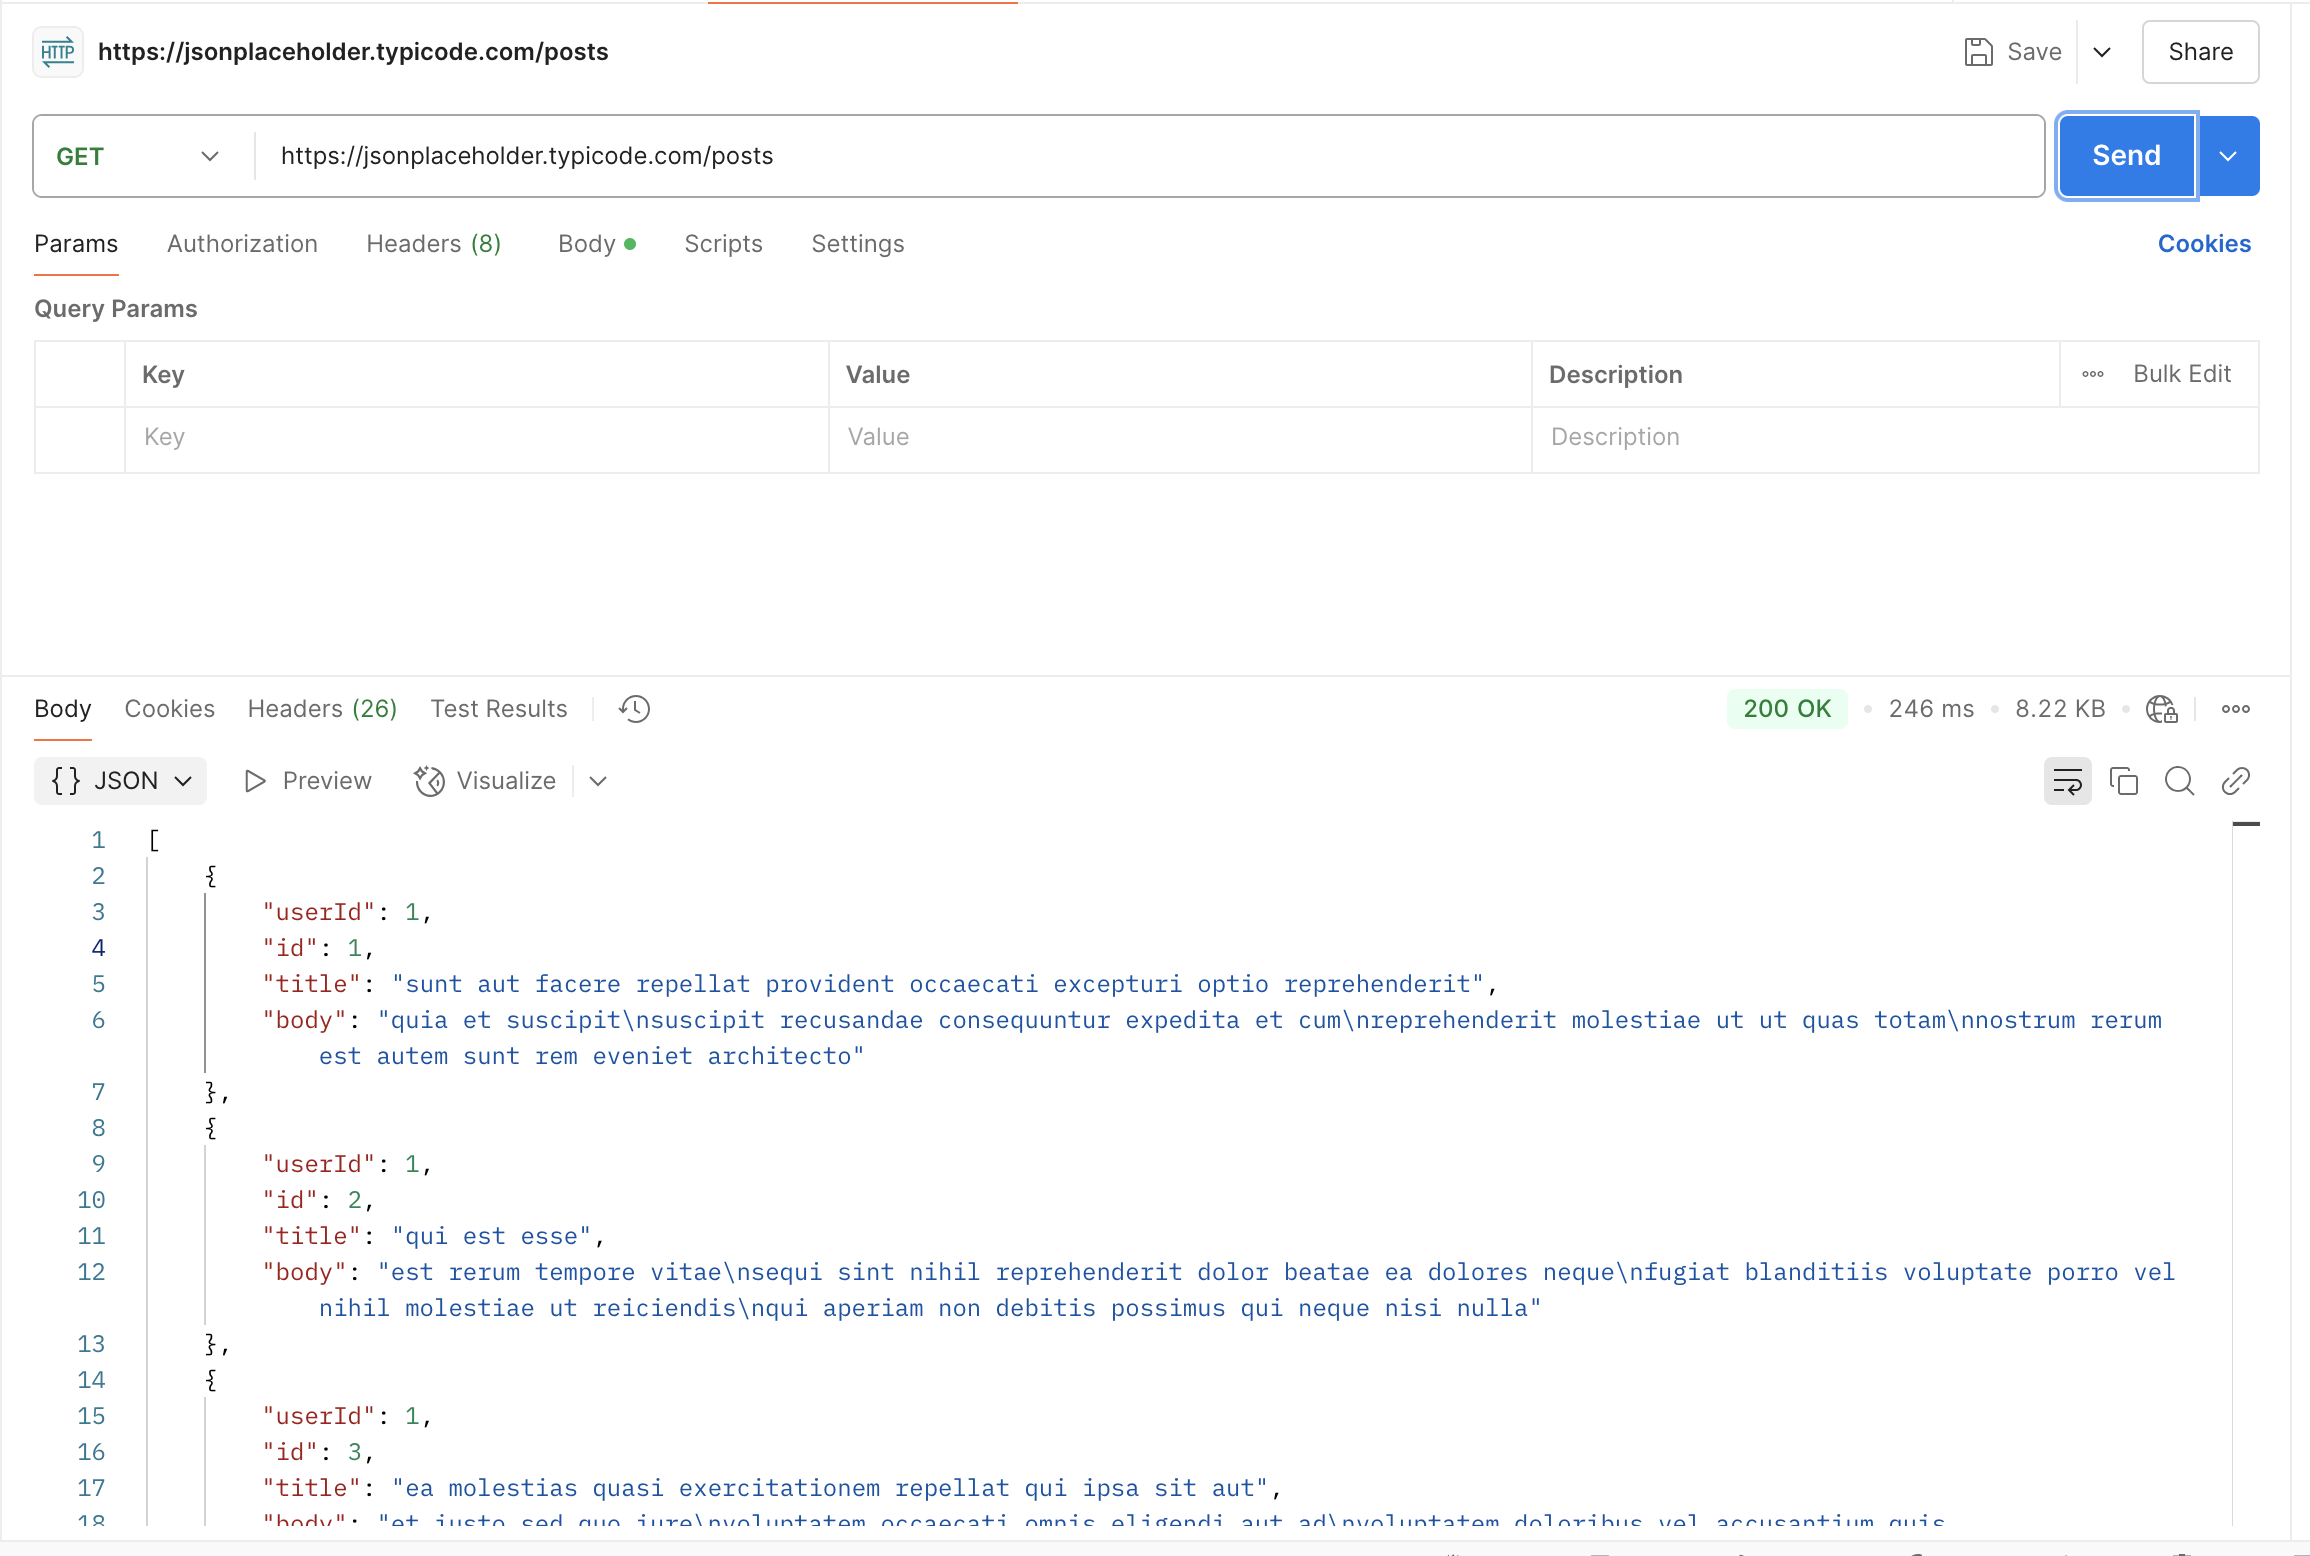 HTTP https://jsonplaceholder.typicode.com/posts Save Share
GET https://jsonplaceholder.typicode.com/posts Send
Params Authorization Headers (8) Body Scripts Settings Cookies
Query Params
Key Value Description Bulk Edit
Key Value Description
Body Cookies Headers (26) Test Results 200 OK 246 ms 8.22 KB
{} JSON Preview Visualize
1 [
2 {
3 "userId": 1,
4 "id": 1,
5 "title": "sunt aut facere repellat provident occaecati excepturi optio reprehenderit",
6 "body": "quia et suscipit\nsuscipit recusandae consequuntur expedita et cum\nreprehenderit molestiae ut ut quas totam\nnostrum rerum
est autem sunt rem eveniet architecto"
7 },
8 {
9 "userId": 1,
10 "id": 2,
11 "title": "qui est esse",
12 "body": "est rerum tempore vitae\nsequi sint nihil reprehenderit dolor beatae ea dolores neque\nfugiat blanditiis voluptate porro vel
nihil molestiae ut reiciendis\nqui aperiam non debitis possimus qui neque nisi nulla"
13 },
14 {
15 "userId": 1,
16 "id": 3,
17 "title": "ea molestias quasi exercitationem repellat qui ipsa sit aut",
18 "body": "et iusto sed quo iure\nvoluptatem occaecati omnis eligendi aut ad\nvoluptatem doloribus vel accusantium quis